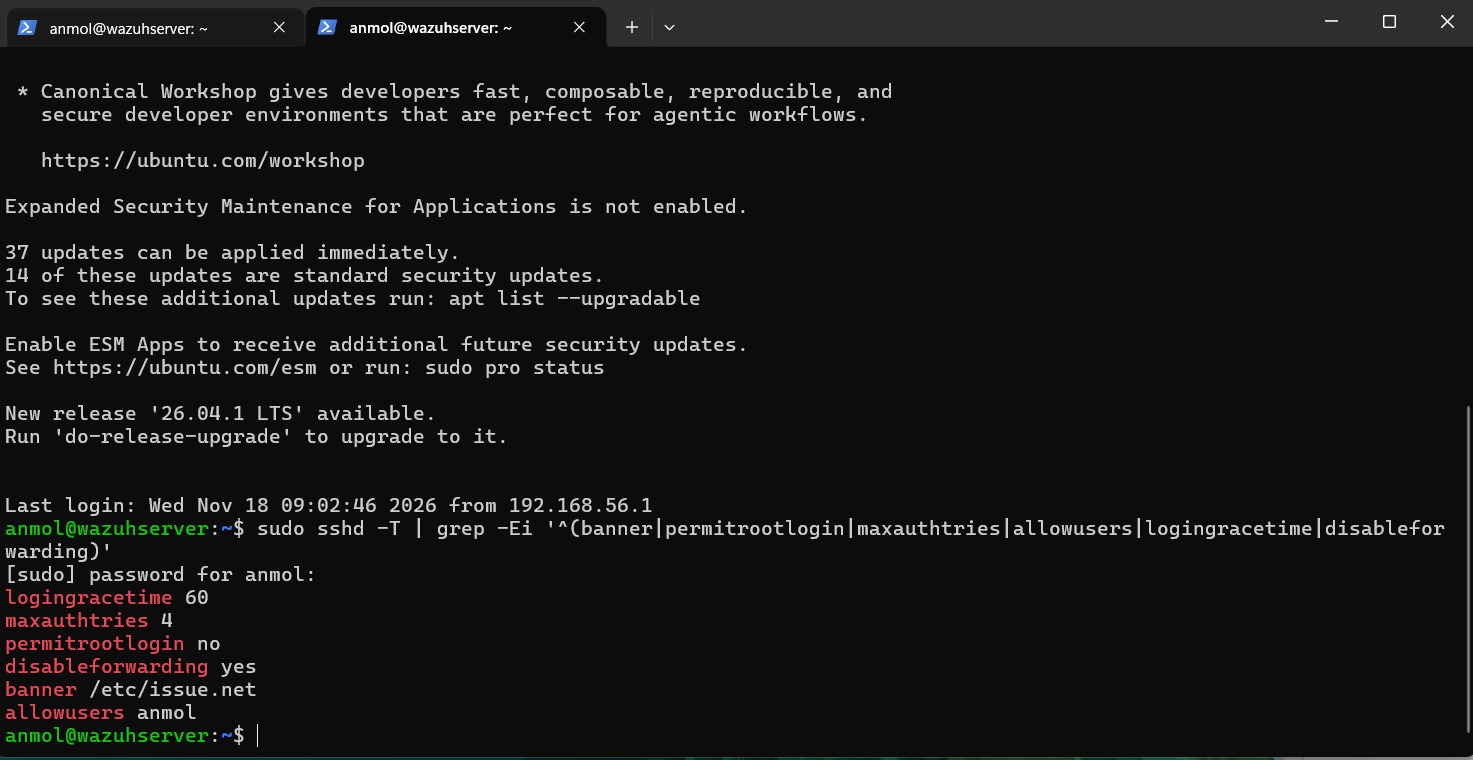 anmol@wazuhserver: ~
anmol@wazuhserver: ~
* Canonical Workshop gives developers fast, composable, reproducible, and
secure developer environments that are perfect for agentic workflows.
https://ubuntu.com/workshop
Expanded Security Maintenance for Applications is not enabled.
37 updates can be applied immediately.
14 of these updates are standard security updates.
To see these additional updates run: apt list --upgradable
Enable ESM Apps to receive additional future security updates.
See https://ubuntu.com/esm or run: sudo pro status
New release '26.04.1 LTS' available.
Run 'do-release-upgrade' to upgrade to it.
Last login: Wed Nov 18 09:02:46 2026 from 192.168.56.1
anmol@wazuhserver:~$ sudo sshd -T | grep -Ei '^(banner|permitrootlogin|maxauthtries|allowusers|logingracetime|disablefor
warding)'
[sudo] password for anmol:
logingracetime 60
maxauthtries 4
permitrootlogin no
disableforwarding yes
banner /etc/issue.net
allowusers anmol
anmol@wazuhserver:~$